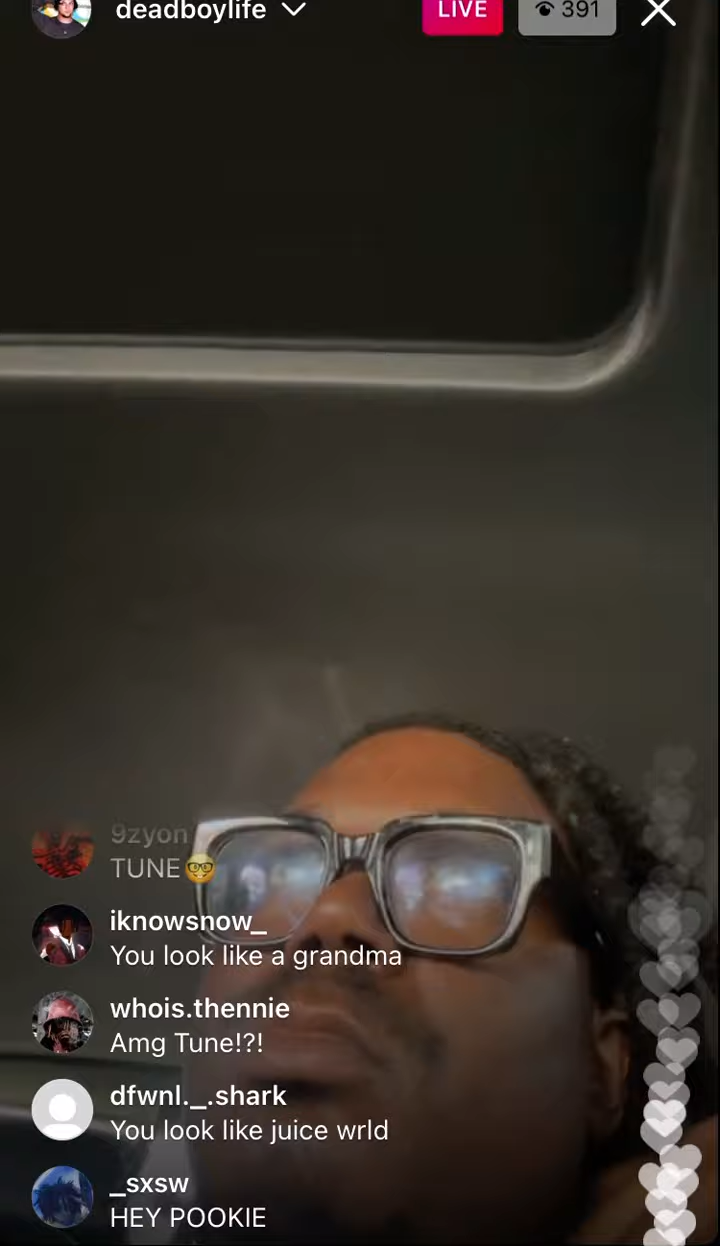 deadboylife
LIVE
391
9zyon
TUNE🤓
iknowsnow_
You look like a grandma
whois.thennie
Amg Tune!?!
dfwnl._.shark
You look like juice wrld
_sxsw
HEY POOKIE